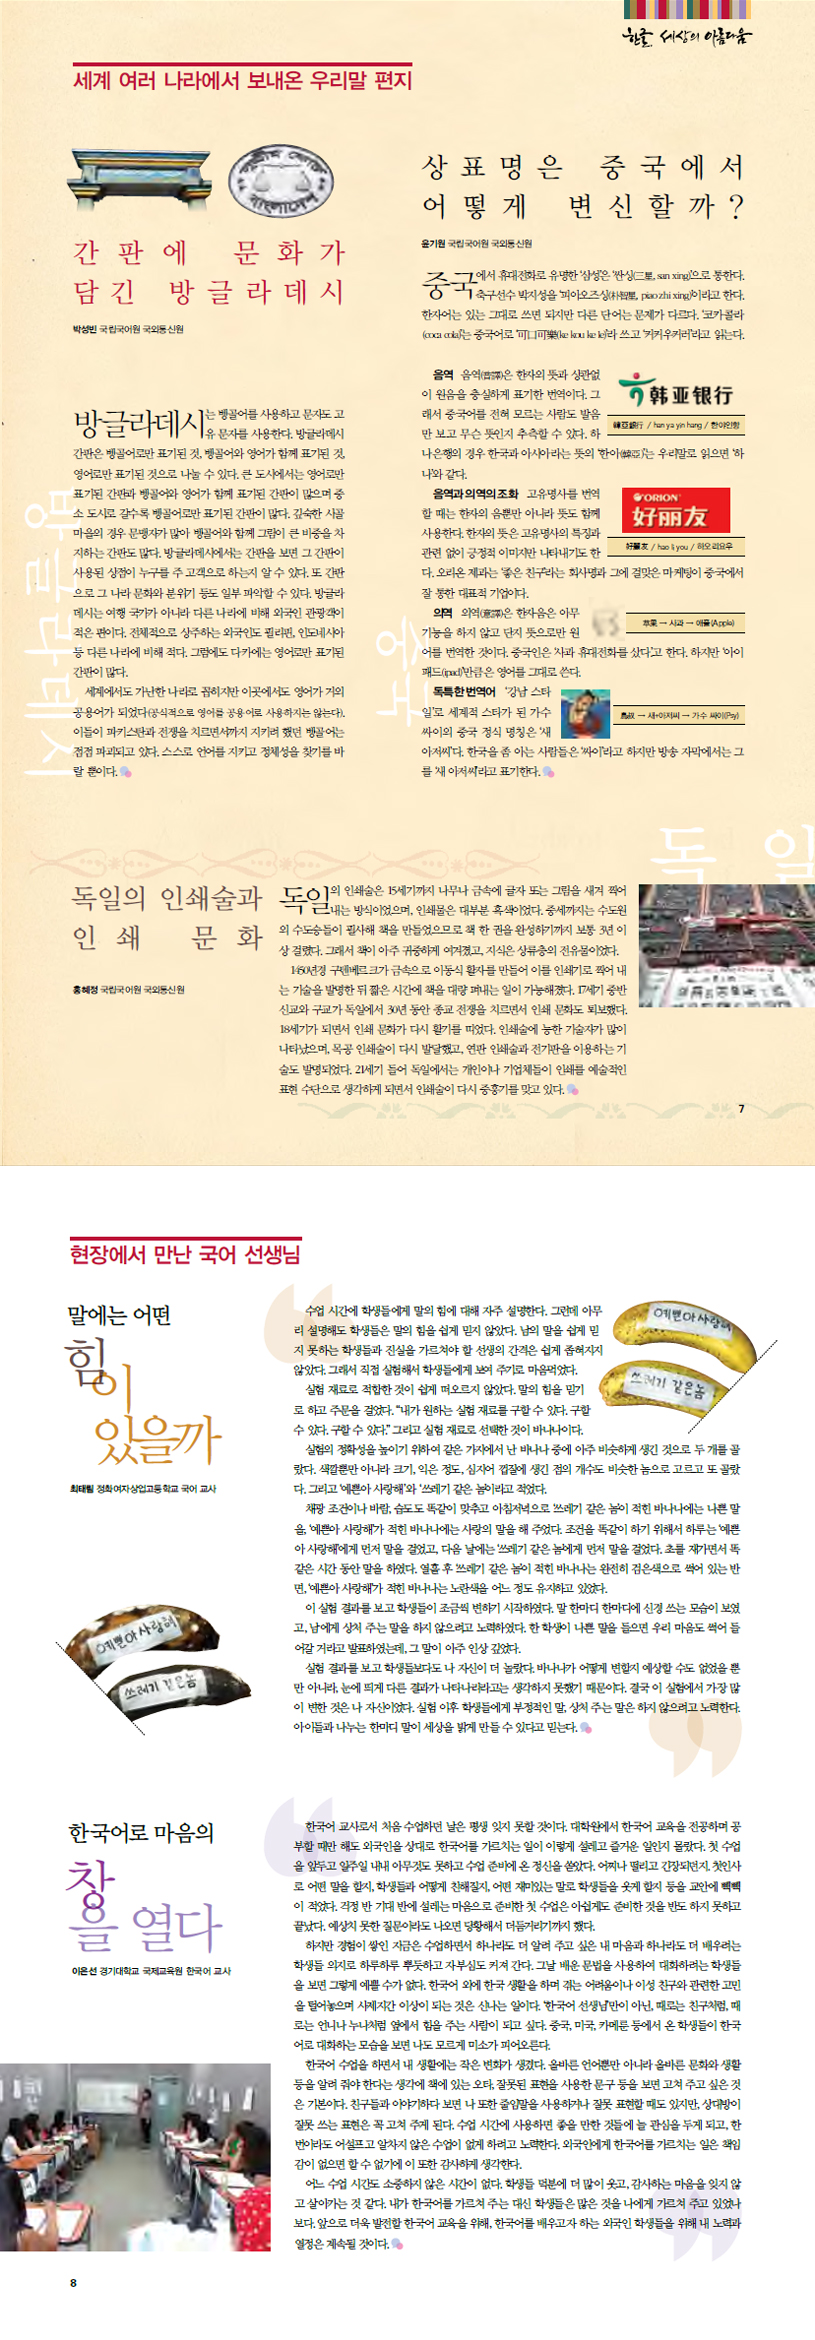 한글, 세상의 아름다움
세계 여러 나라에서 보내온 우리말 편지
간판에 문화가
담긴 방글라데시
박성빈 국립국어원 국외통신원
방글라데시
방글라데시는 벵골어를 사용하고 문자도 고
유 문자를 사용한다. 방글라데시
간판은 벵골어로만 표기된 것, 벵골어와 영어가 함께 표기된 것,
영어로만 표기된 것으로 나눌 수 있다. 큰 도시에서는 영어로만
표기된 간판과 벵골어와 영어가 함께 표기된 간판이 많으며 중
소 도시로 갈수록 벵골어로만 표기된 간판이 많다. 깊숙한 시골
마을의 경우 문맹자가 많아 벵골어와 함께 그림이 큰 비중을 차
지하는 간판도 많다. 방글라데시에서는 간판을 보면 그 간판이
사용된 상점이 누구를 주 고객으로 하는지 알 수 있다. 또 간판
으로 그 나라 문화와 분위기 등도 일부 파악할 수 있다. 방글라
데시는 여행 국가가 아니라 다른 나라에 비해 외국인 관광객이
적은 편이다. 전체적으로 상주하는 외국인도 필리핀, 인도네시아
등 다른 나라에 비해 적다. 그럼에도 다카에는 영어로만 표기된
간판이 많다.
세계에서도 가난한 나라로 꼽히지만 이곳에서도 영어가 거의
공용어가 되었다(공식적으로 영어를 공용어로 사용하지는 않는다).
이들이 파키스탄과 전쟁을 치르면서까지 지키려 했던 벵골어는
점점 파괴되고 있다. 스스로 언어를 지키고 정체성을 찾기를 바
랄 뿐이다.
상표명은 중국에서
어떻게 변신할까?
윤기원 국립국어원 국외통신원
중국
중국에서 휴대전화로 유명한 '삼성'은 '싼싱(三星, san xing)'으로 통한다.
축구선수 박지성을 '피아오즈싱(朴智星, piao zhi xing)'이라고 한다.
한자어는 있는 그대로 쓰면 되지만 다른 단어는 문제가 다르다. '코카콜라
(coca cola)'는 중국어로 '可口可樂(ke kou ke le)'라 쓰고 '커커우커러'라고 읽는다.
음역 음역(音譯)은 한자의 뜻과 상관없
이 원음을 충실하게 표기한 번역이다. 그
래서 중국어를 전혀 모르는 사람도 발음
만 보고 무슨 뜻인지 추측할 수 있다. 하
나은행의 경우 한국과 아시아라는 뜻의 '한아(韓亞)'는 우리말로 읽으면 '하
나'와 같다.
韩亚银行
韓亞銀行 / han ya yin hang / 한야인항
음역과 의역의 조화 고유명사를 번역
할 때는 한자의 음뿐만 아니라 뜻도 함께
사용한다. 한자의 뜻은 고유명사의 특징과
관련 없이 긍정적 이미지만 나타내기도 한
다. 오리온 제과는 '좋은 친구'라는 회사명과 그에 걸맞은 마케팅이 중국에서
잘 통한 대표적 기업이다.
ORION
好丽友
好麗友 / hao li you / 하오리요우
의역 의역(意譯)은 한자음은 아무
기능을 하지 않고 단지 뜻으로만 원
어를 번역한 것이다. 중국인은 '사과 휴대전화를 샀다'고 한다. 하지만 '아이
패드(ipad)'만큼은 영어를 그대로 쓴다.
苹果 → 사과 → 애플(Apple)
독특한 번역어 '강남 스타
일'로 세계적 스타가 된 가수
싸이의 중국 정식 명칭은 '새
아저씨'다. 한국을 좀 아는 사람들은 '싸이'라고 하지만 방송 자막에서는 그
를 '새 아저씨'라고 표기한다.
鳥叔 → 새+아저씨 → 가수 싸이(Psy)
독일
독일의 인쇄술과
인쇄 문화
홍혜정 국립국어원 국외통신원
독일의 인쇄술은 15세기까지 나무나 금속에 글자 또는 그림을 새겨 찍어
내는 방식이었으며, 인쇄물은 대부분 흑색이었다. 중세까지는 수도원
의 수도승들이 필사해 책을 만들었으므로 책 한 권을 완성하기까지 보통 3년 이
상 걸렸다. 그래서 책이 아주 귀중하게 여겨졌고, 지식은 상류층의 전유물이었다.
1450년경 구텐베르크가 금속으로 이동식 활자를 만들어 이를 인쇄기로 찍어 내
는 기술을 발명한 뒤 짧은 시간에 책을 대량 펴내는 일이 가능해졌다. 17세기 중반
신교와 구교가 독일에서 30년 동안 종교 전쟁을 치르면서 인쇄 문화도 퇴보했다.
18세기가 되면서 인쇄 문화가 다시 활기를 띠었다. 인쇄술에 능한 기술자가 많이
나타났으며, 목공 인쇄술이 다시 발달했고, 연판 인쇄술과 전기판을 이용하는 기
술도 발명되었다. 21세기 들어 독일에서는 개인이나 기업체들이 인쇄를 예술적인
표현 수단으로 생각하게 되면서 인쇄술이 다시 중흥기를 맞고 있다.
7
현장에서 만난 국어 선생님
말에는 어떤
힘이
있을까
최태림 정화여자상업고등학교 국어 교사
수업 시간에 학생들에게 말의 힘에 대해 자주 설명한다. 그런데 아무
리 설명해도 학생들은 말의 힘을 쉽게 믿지 않았다. 남의 말을 쉽게 믿
지 못하는 학생들과 진실을 가르쳐야 할 선생의 간격은 쉽게 좁혀지지
않았다. 그래서 직접 실험해서 학생들에게 보여 주기로 마음먹었다.
실험 재료로 적합한 것이 쉽게 떠오르지 않았다. 말의 힘을 믿기
로 하고 주문을 걸었다. "내가 원하는 실험 재료를 구할 수 있다. 구할
수 있다. 구할 수 있다." 그리고 실험 재료로 선택한 것이 바나나이다.
실험의 정확성을 높이기 위하여 같은 가지에서 난 바나나 중에 아주 비슷하게 생긴 것으로 두 개를 골
랐다. 색깔뿐만 아니라 크기, 익은 정도, 심지어 껍질에 생긴 점의 개수도 비슷한 놈으로 고르고 또 골랐
다. 그리고 '예쁜아 사랑해'와 '쓰레기 같은 놈'이라고 적었다.
채광 조건이나 바람, 습도도 똑같이 맞추고 아침저녁으로 '쓰레기 같은 놈'이 적힌 바나나에는 나쁜 말
을, '예쁜아 사랑해'가 적힌 바나나에는 사랑의 말을 해 주었다. 조건을 똑같이 하기 위해서 하루는 '예쁜
아 사랑해'에게 먼저 말을 걸었고, 다음 날에는 '쓰레기 같은 놈'에게 먼저 말을 걸었다. 초를 재가면서 똑
같은 시간 동안 말을 하였다. 열흘 후 '쓰레기 같은 놈'이 적힌 바나나는 완전히 검은색으로 썩어 있는 반
면, '예쁜아 사랑해'가 적힌 바나나는 노란색을 어느 정도 유지하고 있었다.
이 실험 결과를 보고 학생들이 조금씩 변하기 시작하였다. 말 한마디 한마디에 신경 쓰는 모습이 보였
고, 남에게 상처 주는 말을 하지 않으려고 노력하였다. 한 학생이 나쁜 말을 들으면 우리 마음도 썩어 들
어갈 거라고 발표하였는데, 그 말이 아주 인상 깊었다.
실험 결과를 보고 학생들보다도 나 자신이 더 놀랐다. 바나나가 어떻게 변할지 예상할 수도 없었을 뿐
만 아니라, 눈에 띄게 다른 결과가 나타나리라고는 생각하지 못했기 때문이다. 결국 이 실험에서 가장 많
이 변한 것은 나 자신이었다. 실험 이후 학생들에게 부정적인 말, 상처 주는 말은 하지 않으려고 노력한다.
아이들과 나누는 한마디 말이 세상을 밝게 만들 수 있다고 믿는다.
예쁜아 사랑해
쓰레기 같은놈
예쁜아 사랑해
쓰레기 같은놈
한국어로 마음의
창
을 열다
이은선 경기대학교 국제교육원 한국어 교사
한국어 교사로서 처음 수업하던 날은 평생 잊지 못할 것이다. 대학원에서 한국어 교육을 전공하며 공
부할 때만 해도 외국인을 상대로 한국어를 가르치는 일이 이렇게 설레고 즐거운 일인지 몰랐다. 첫 수업
을 앞두고 일주일 내내 아무것도 못하고 수업 준비에 온 정신을 쏟았다. 어찌나 떨리고 긴장되던지. 첫인사
로 어떤 말을 할지, 학생들과 어떻게 친해질지, 어떤 재미있는 말로 학생들을 웃게 할지 등을 교안에 빽빽
이 적었다. 걱정 반 기대 반에 설레는 마음으로 준비한 첫 수업은 아쉽게도 준비한 것을 반도 하지 못하고
끝났다. 예상치 못한 질문이라도 나오면 당황해서 더듬거리기까지 했다.
하지만 경험이 쌓인 지금은 수업하면서 하나라도 더 알려 주고 싶은 내 마음과 하나라도 더 배우려는
학생들 의지로 하루하루 뿌듯하고 자부심도 커져 간다. 그날 배운 문법을 사용하여 대화하려는 학생들
을 보면 그렇게 예쁠 수가 없다. 한국어 외에 한국 생활을 하며 겪는 어려움이나 이성 친구와 관련한 고민
을 털어놓으며 사제지간 이상이 되는 것은 신나는 일이다. '한국어 선생님'만이 아닌, 때로는 친구처럼, 때
로는 언니나 누나처럼 옆에서 힘을 주는 사람이 되고 싶다. 중국, 미국, 카메룬 등에서 온 학생들이 한국
어로 대화하는 모습을 보면 나도 모르게 미소가 피어오른다.
한국어 수업을 하면서 내 생활에는 작은 변화가 생겼다. 올바른 언어뿐만 아니라 올바른 문화와 생활
등을 알려 줘야 한다는 생각에 책에 있는 오타, 잘못된 표현을 사용한 문구 등을 보면 고쳐 주고 싶은 것
은 기본이다. 친구들과 이야기하다 보면 나 또한 줄임말을 사용하거나 잘못 표현할 때도 있지만, 상대방이
잘못 쓰는 표현은 꼭 고쳐 주게 된다. 수업 시간에 사용하면 좋을 만한 것들에 늘 관심을 두게 되고, 한
번이라도 어설프고 알차지 않은 수업이 없게 하려고 노력한다. 외국인에게 한국어를 가르치는 일은 책임
감이 없으면 할 수 없기에 이 또한 감사하게 생각한다.
어느 수업 시간도 소중하지 않은 시간이 없다. 학생들 덕분에 더 많이 웃고, 감사하는 마음을 잊지 않
고 살아가는 것 같다. 내가 한국어를 가르쳐 주는 대신 학생들은 많은 것을 나에게 가르쳐 주고 있었나
보다. 앞으로 더욱 발전할 한국어 교육을 위해, 한국어를 배우고자 하는 외국인 학생들을 위해 내 노력과
열정은 계속될 것이다.
8